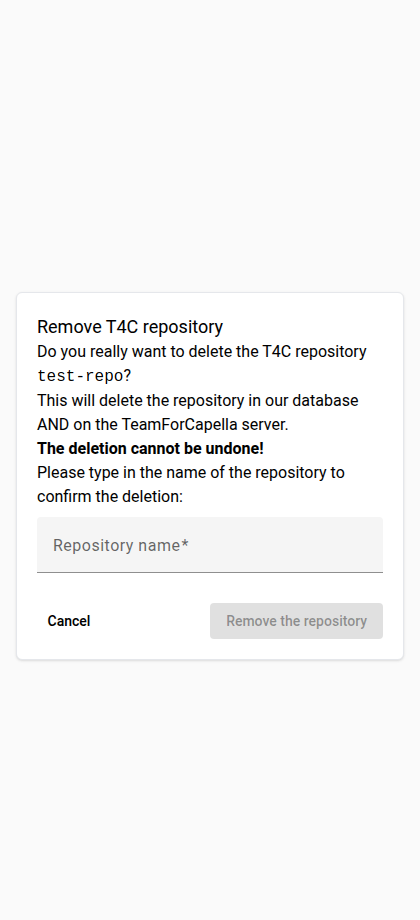 Remove T4C repository
Do you really want to delete the T4C repository
test-repo?
This will delete the repository in our database
AND on the TeamForCapella server.
The deletion cannot be undone!
Please type in the name of the repository to
confirm the deletion:
Repository name*
Cancel
Remove the repository